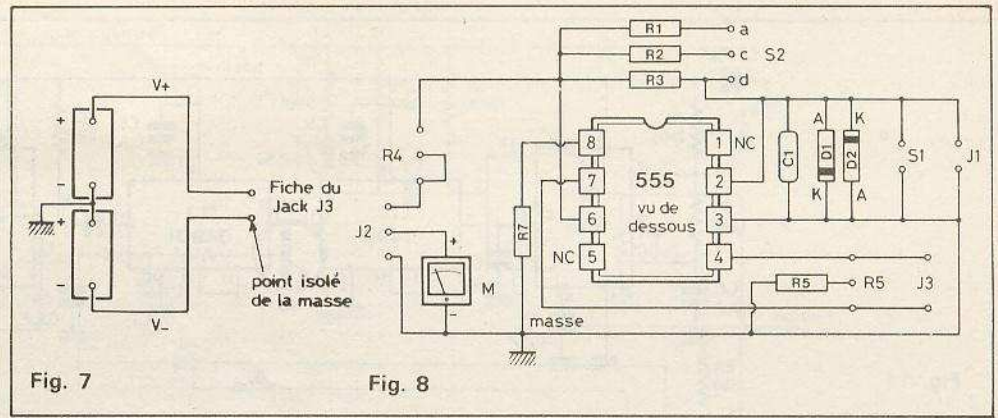 V+
+
−
+
−
V−
Fiche du
Jack J3
point isolé
de la masse
Fig. 7
R1
a
R2
c
S2
R3
d
R4
J2
+
M
−
R7
8
7
6
5
NC
555
vu de
dessous
1
NC
2
3
4
C1
A
D1
K
K
D2
A
S1
J1
R5
R5
J3
masse
Fig. 8